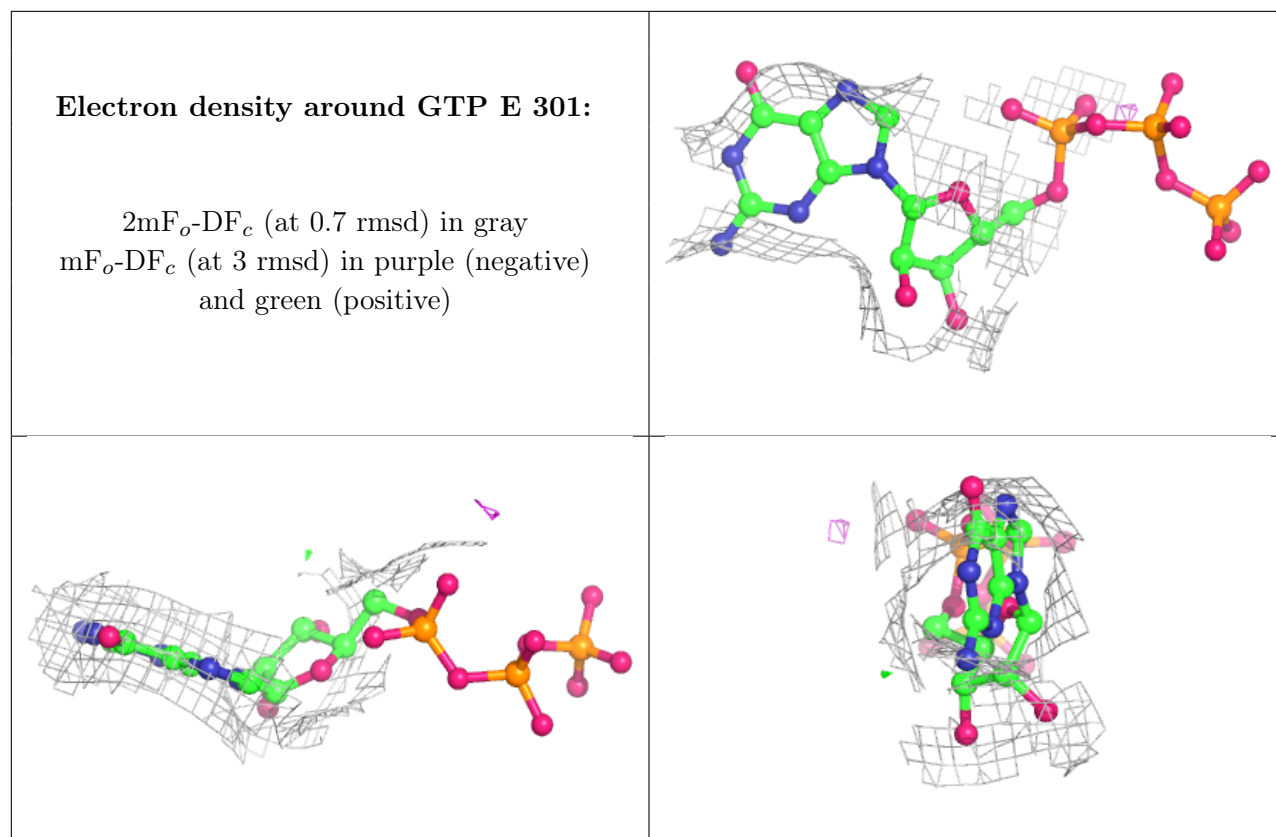 Electron density around GTP E 301:
2mFo-DFc (at 0.7 rmsd) in gray
mFo-DFc (at 3 rmsd) in purple (negative)
and green (positive)